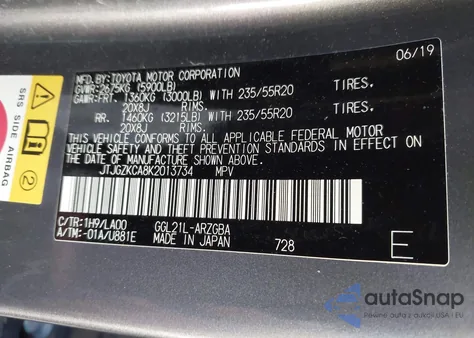 MFD.BY:TOYOTA MOTOR CORPORATION 06/19
GVWR:2675KG (5900LB)
GAWR:FRT. 1360KG (3000LB) WITH 235/55R20 TIRES.
20X8J RIMS.
RR. 1460KG (3215LB) WITH 235/55R20 TIRES.
20X8J RIMS.
THIS VEHICLE CONFORMS TO ALL APPLICABLE FEDERAL MOTOR
VEHICLE SAFETY AND THEFT PREVENTION STANDARDS IN EFFECT
ON THE DATE OF MANUFACTURE SHOWN ABOVE.
JTJGZKCA8K2013734 MPV
C/TR:1H9/LA00 GGL21L-ARZGBA
A/TM:-01A/U881E MADE IN JAPAN 728 E
SRS SIDE AIRBAG
2
autoSnap